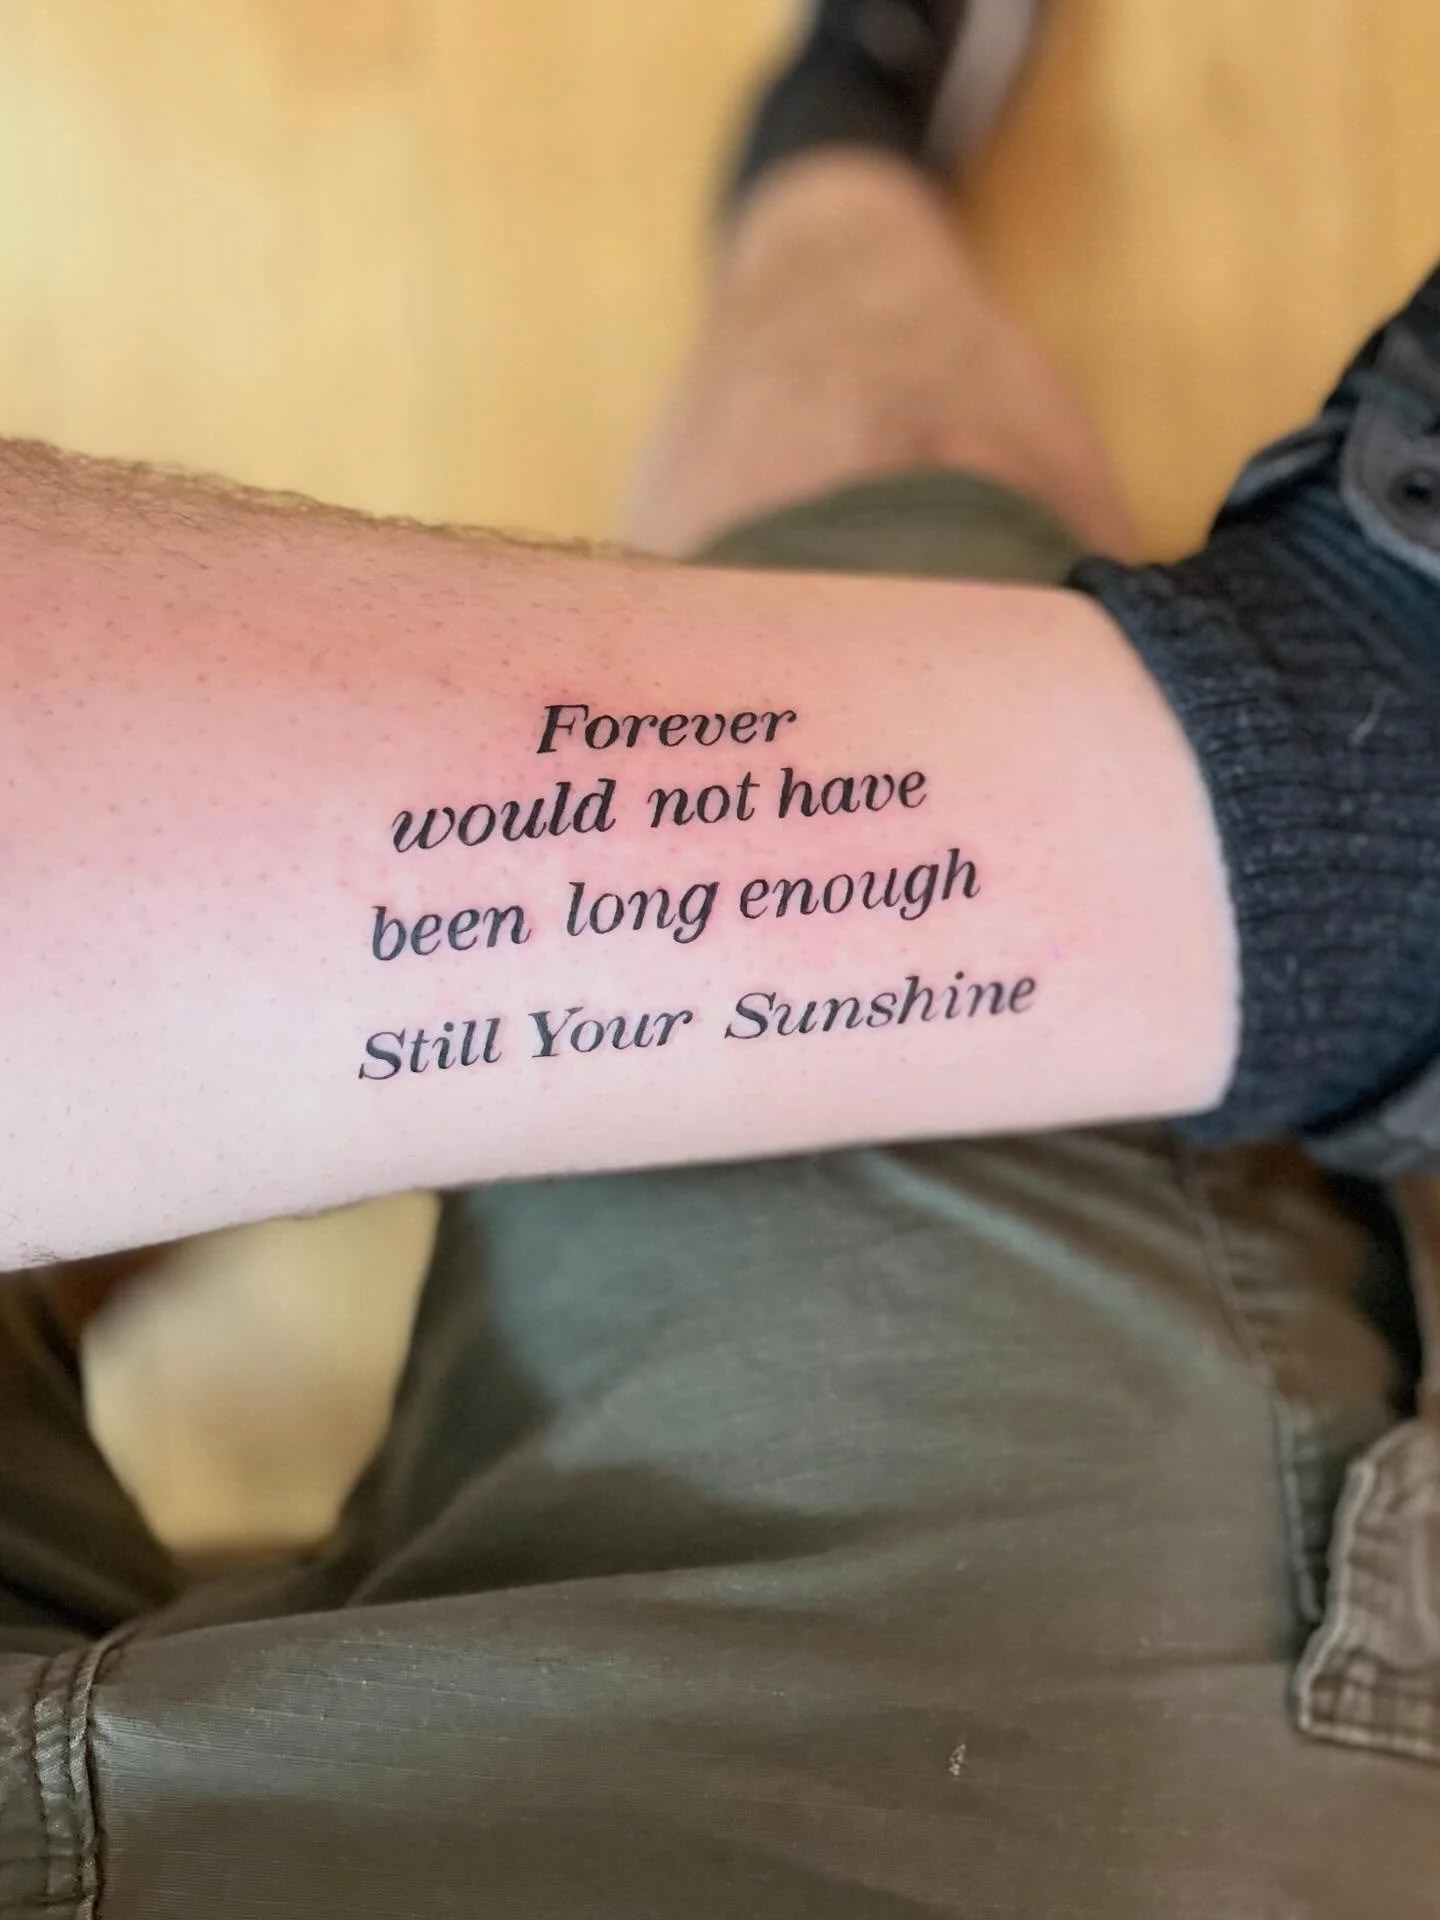 Forever
would not have
been long enough
Still Your Sunshine